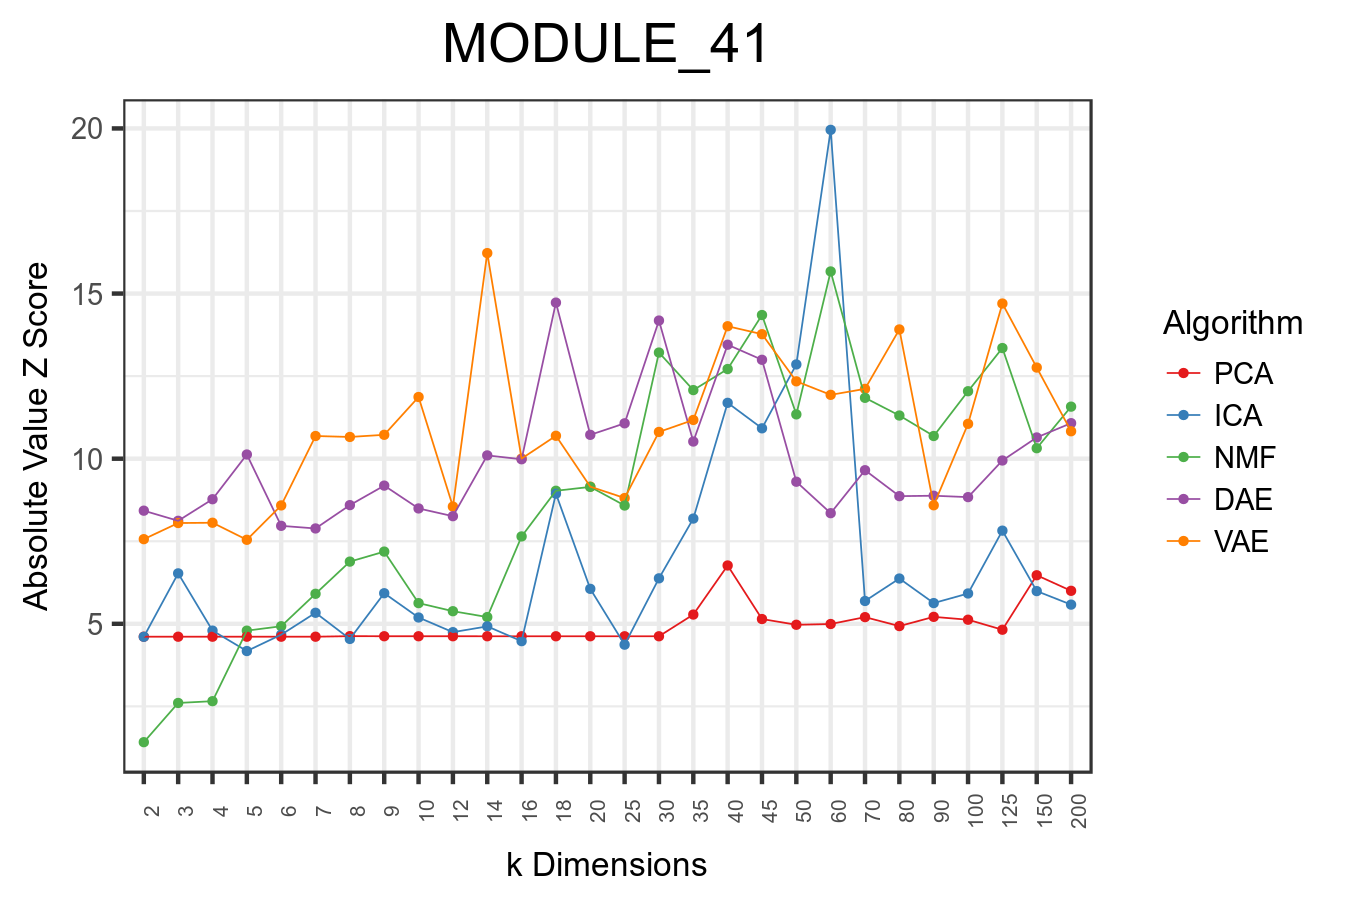 MODULE_41
Absolute Value Z Score
20
15
10
5
2 3 4 5 6 7 8 9 10 12 14 16 18 20 25 30 35 40 45 50 60 70 80 90 100 125 150 200
k Dimensions
Algorithm
PCA
ICA
NMF
DAE
VAE